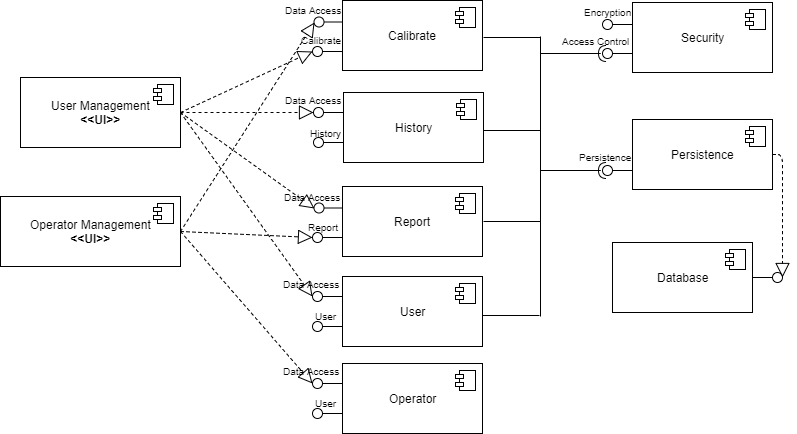 Data Access
Calibrate
Calibrate
Encryption
Access Control
Security
User Management
<<UI>>
Data Access
History
History
Persistence
Persistence
Operator Management
<<UI>>
Data Access
Report
Report
Database
Data Access
User
User
Data Access
User
Operator